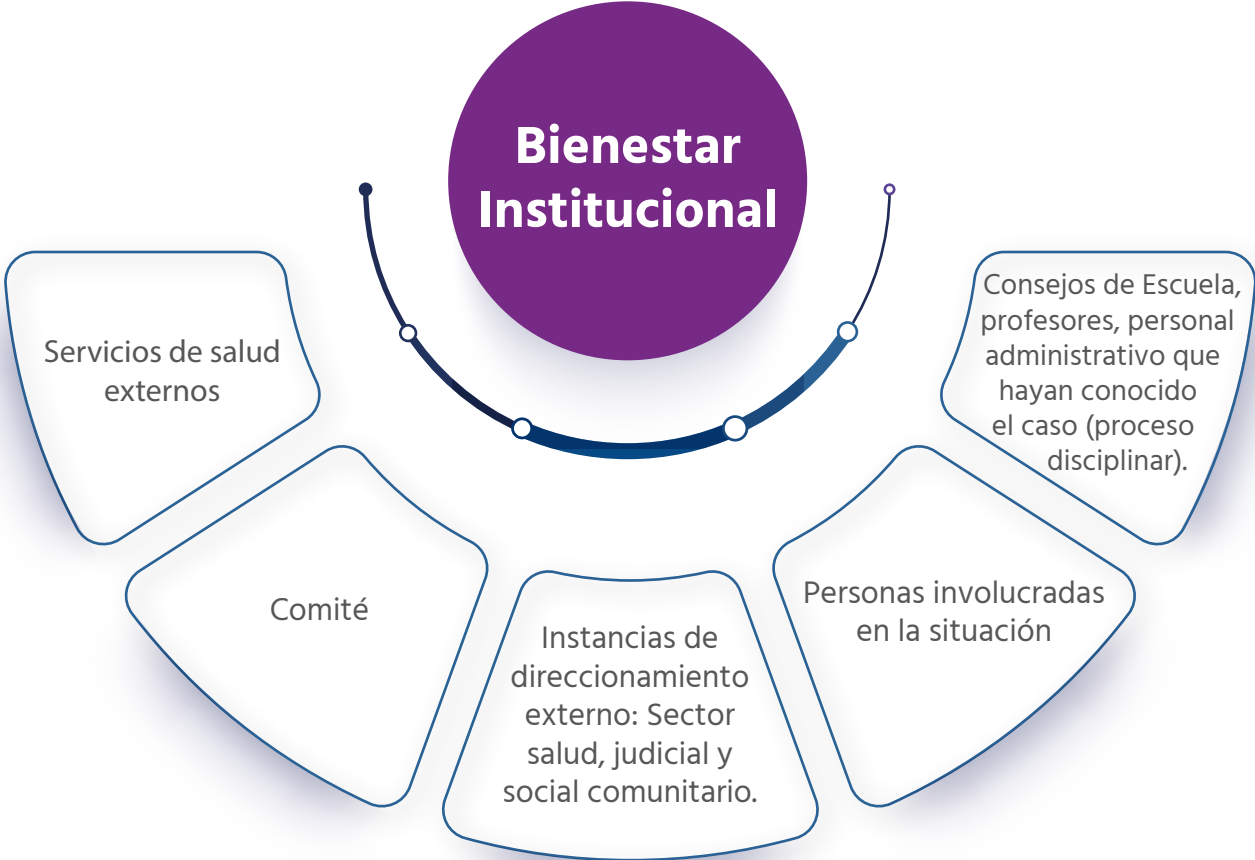 Bienestar
Institucional
Servicios de salud
externos
Comité
Instancias de
direccionamiento
externo: Sector
salud, judicial y
social comunitario.
Personas involucradas
en la situación
Consejos de Escuela,
profesores, personal
administrativo que
hayan conocido
el caso (proceso
disciplinar).